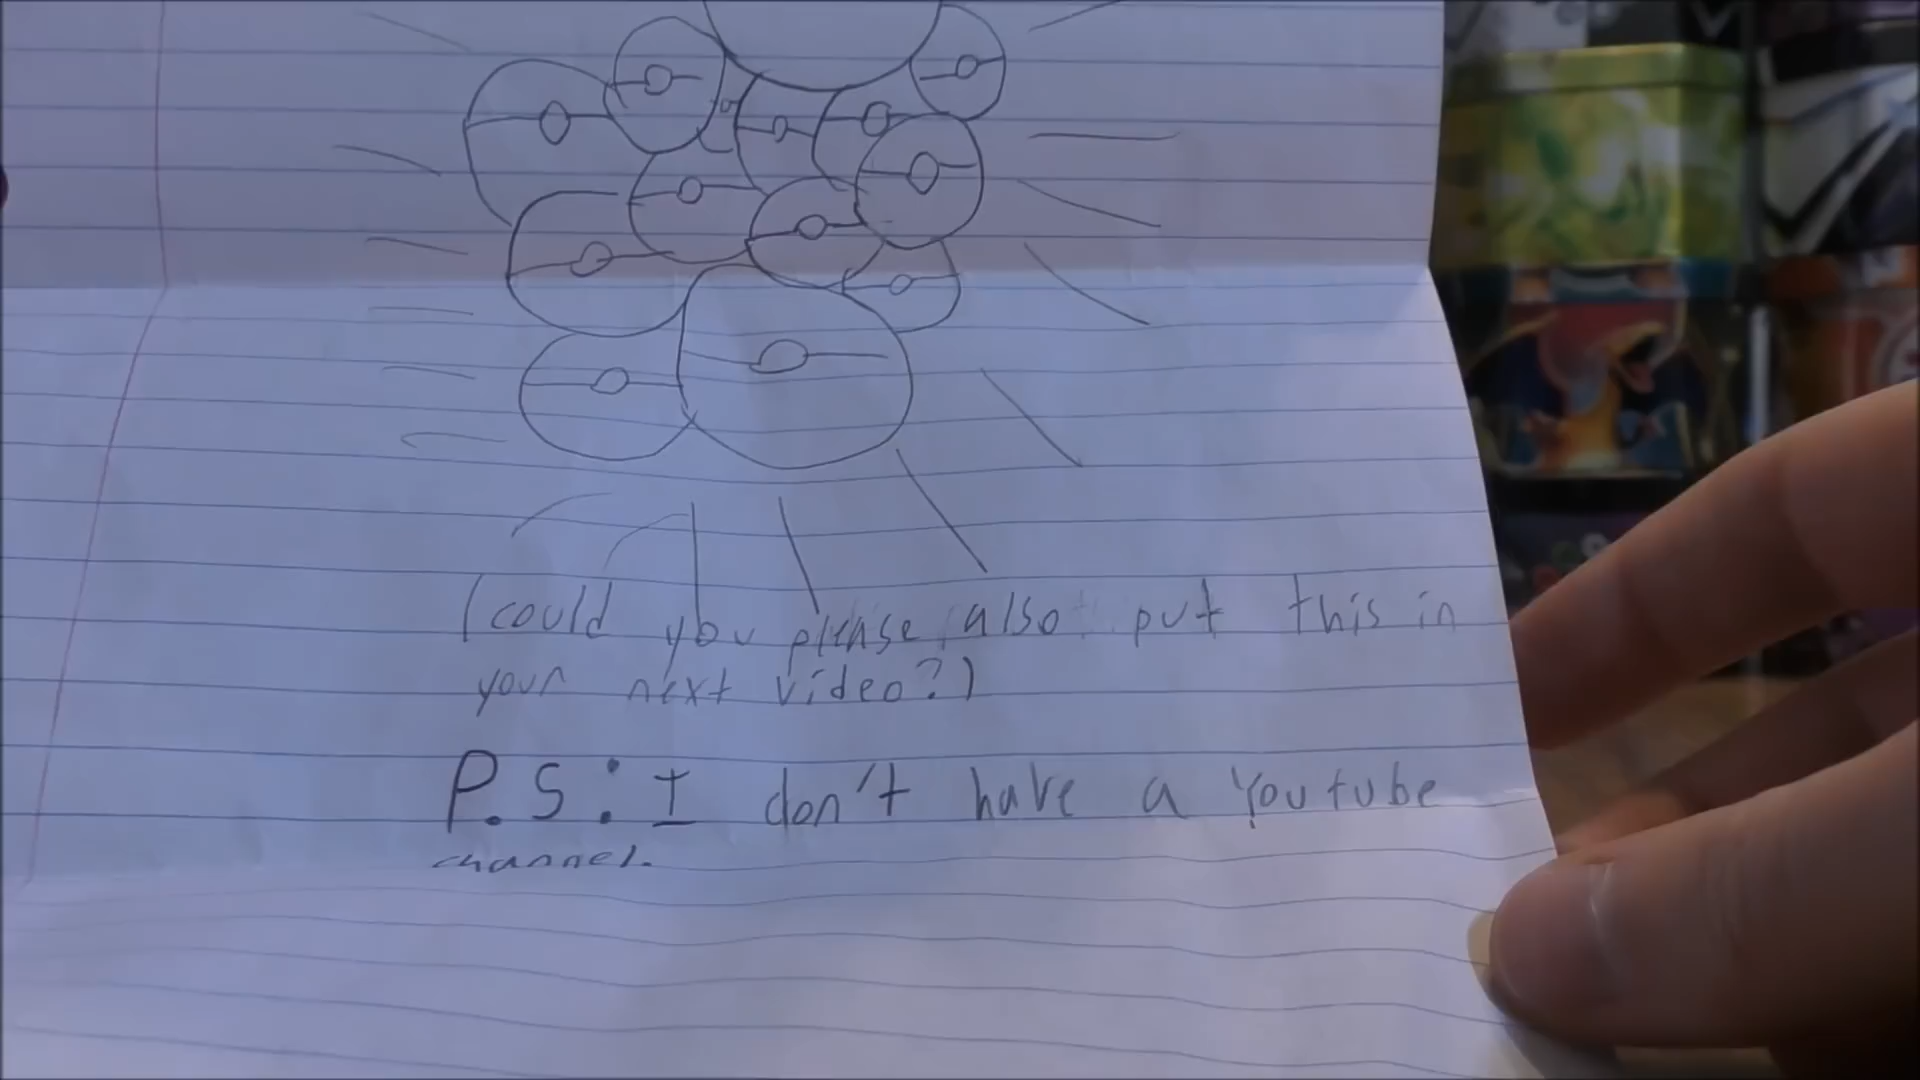 (could you please also put this in
your next video?)
P.S: I don't have a Youtube
channel.